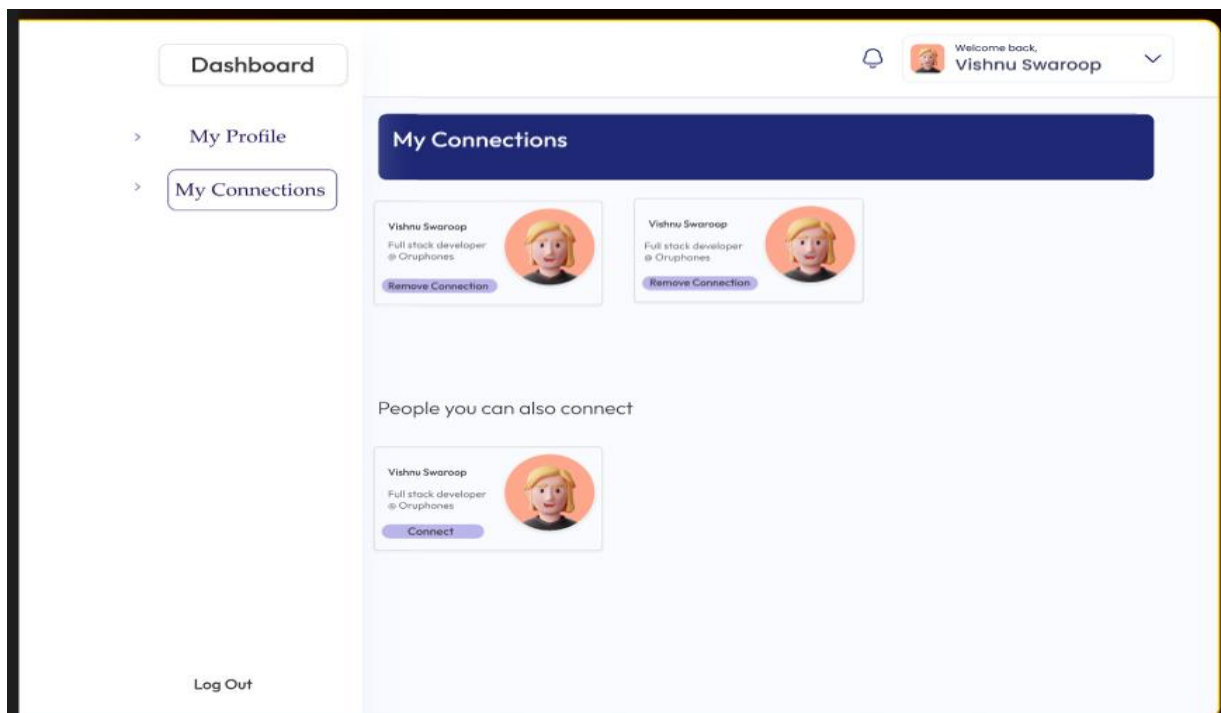 Dashboard
My Profile
My Connections
Log Out
Welcome back,
Vishnu Swaroop
My Connections
Vishnu Swaroop
Full stack developer
@ Oruphones
Remove Connection
Vishnu Swaroop
Full stack developer
@ Oruphones
Remove Connection
People you can also connect
Vishnu Swaroop
Full stack developer
@ Oruphones
Connect